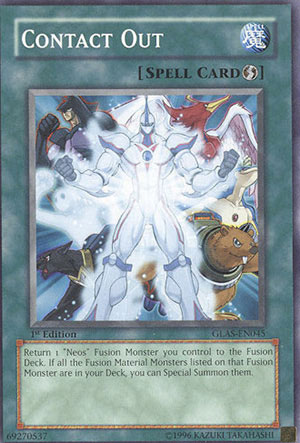 CONTACT OUT
[SPELL CARD]
1st Edition
GLAS-EN045
Return 1 "Neos" Fusion Monster you control to the Fusion
Deck. If all the Fusion Material Monsters listed on that Fusion
Monster are in your Deck, you can Special Summon them.
69270537
©1996 KAZUKI TAKAHASHI